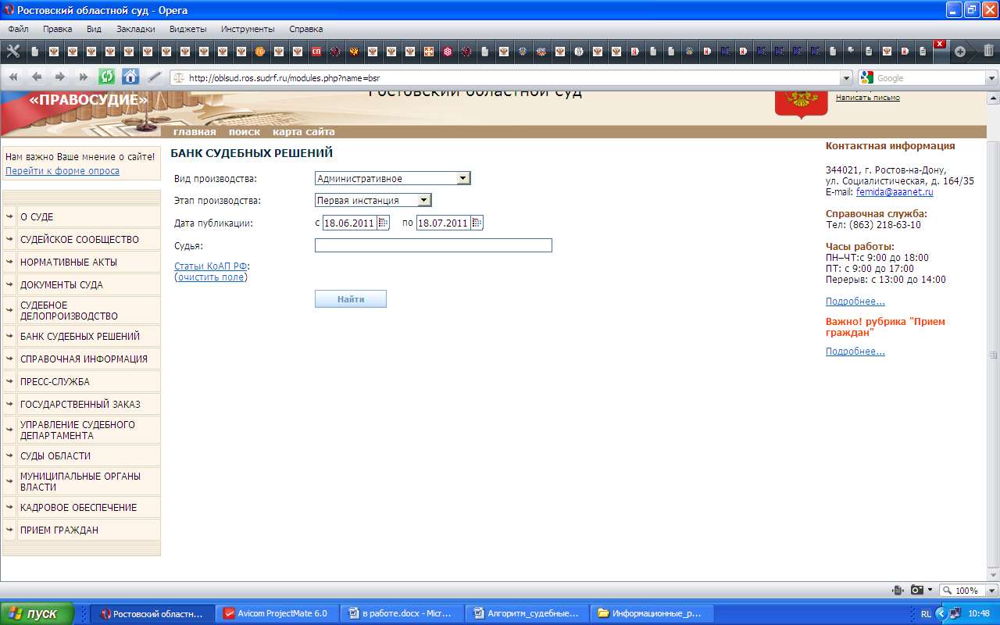 Ростовский областной суд - Opera
Файл Правка Вид Закладки Виджеты Инструменты Справка
http://oblsud.ros.sudrf.ru/modules.php?name=bsr
Google
«ПРАВОСУДИЕ»
Ростовский областной суд
Написать письмо
главная поиск карта сайта
Нам важно Ваше мнение о сайте!
Перейти к форме опроса
О СУДЕ
СУДЕЙСКОЕ СООБЩЕСТВО
НОРМАТИВНЫЕ АКТЫ
ДОКУМЕНТЫ СУДА
СУДЕБНОЕ
ДЕЛОПРОИЗВОДСТВО
БАНК СУДЕБНЫХ РЕШЕНИЙ
СПРАВОЧНАЯ ИНФОРМАЦИЯ
ПРЕСС-СЛУЖБА
ГОСУДАРСТВЕННЫЙ ЗАКАЗ
УПРАВЛЕНИЕ СУДЕБНОГО
ДЕПАРТАМЕНТА
СУДЫ ОБЛАСТИ
МУНИЦИПАЛЬНЫЕ ОРГАНЫ
ВЛАСТИ
КАДРОВОЕ ОБЕСПЕЧЕНИЕ
ПРИЕМ ГРАЖДАН
БАНК СУДЕБНЫХ РЕШЕНИЙ
Вид производства: Административное
Этап производства: Первая инстанция
Дата публикации: с 18.06.2011 по 18.07.2011
Судья:
Статьи КоАП РФ:
(очистить поле)
Найти
Контактная информация
344021, г. Ростов-на-Дону,
ул. Социалистическая, д. 164/35
E-mail: femida@aaanet.ru
Справочная служба:
Тел: (863) 218-63-10
Часы работы:
ПН–ЧТ:с 9:00 до 18:00
ПТ: с 9:00 до 17:00
Перерыв: с 13:00 до 14:00
Подробнее...
Важно! рубрика "Прием
граждан"
Подробнее...
100%
пуск
Ростовский областн...
Avicom ProjectMate 6.0
в работе.docx - Micr...
Алгоритм_судебные...
Информационные_р...
RU
10:48